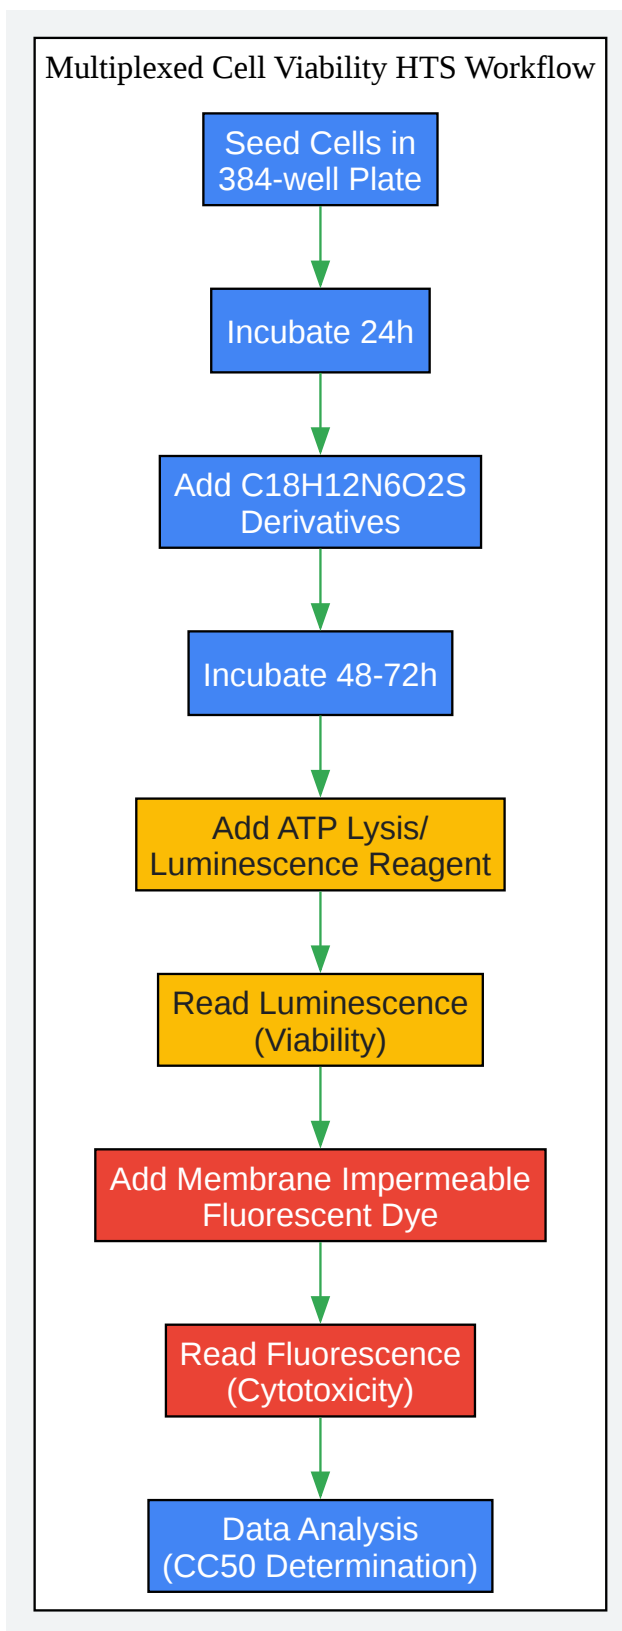 Multiplexed Cell Viability HTS Workflow
Seed Cells in
384-well Plate
Incubate 24h
Add C18H12N6O2S
Derivatives
Incubate 48-72h
Add ATP Lysis/
Luminescence Reagent
Read Luminescence
(Viability)
Add Membrane Impermeable
Fluorescent Dye
Read Fluorescence
(Cytotoxicity)
Data Analysis
(CC50 Determination)